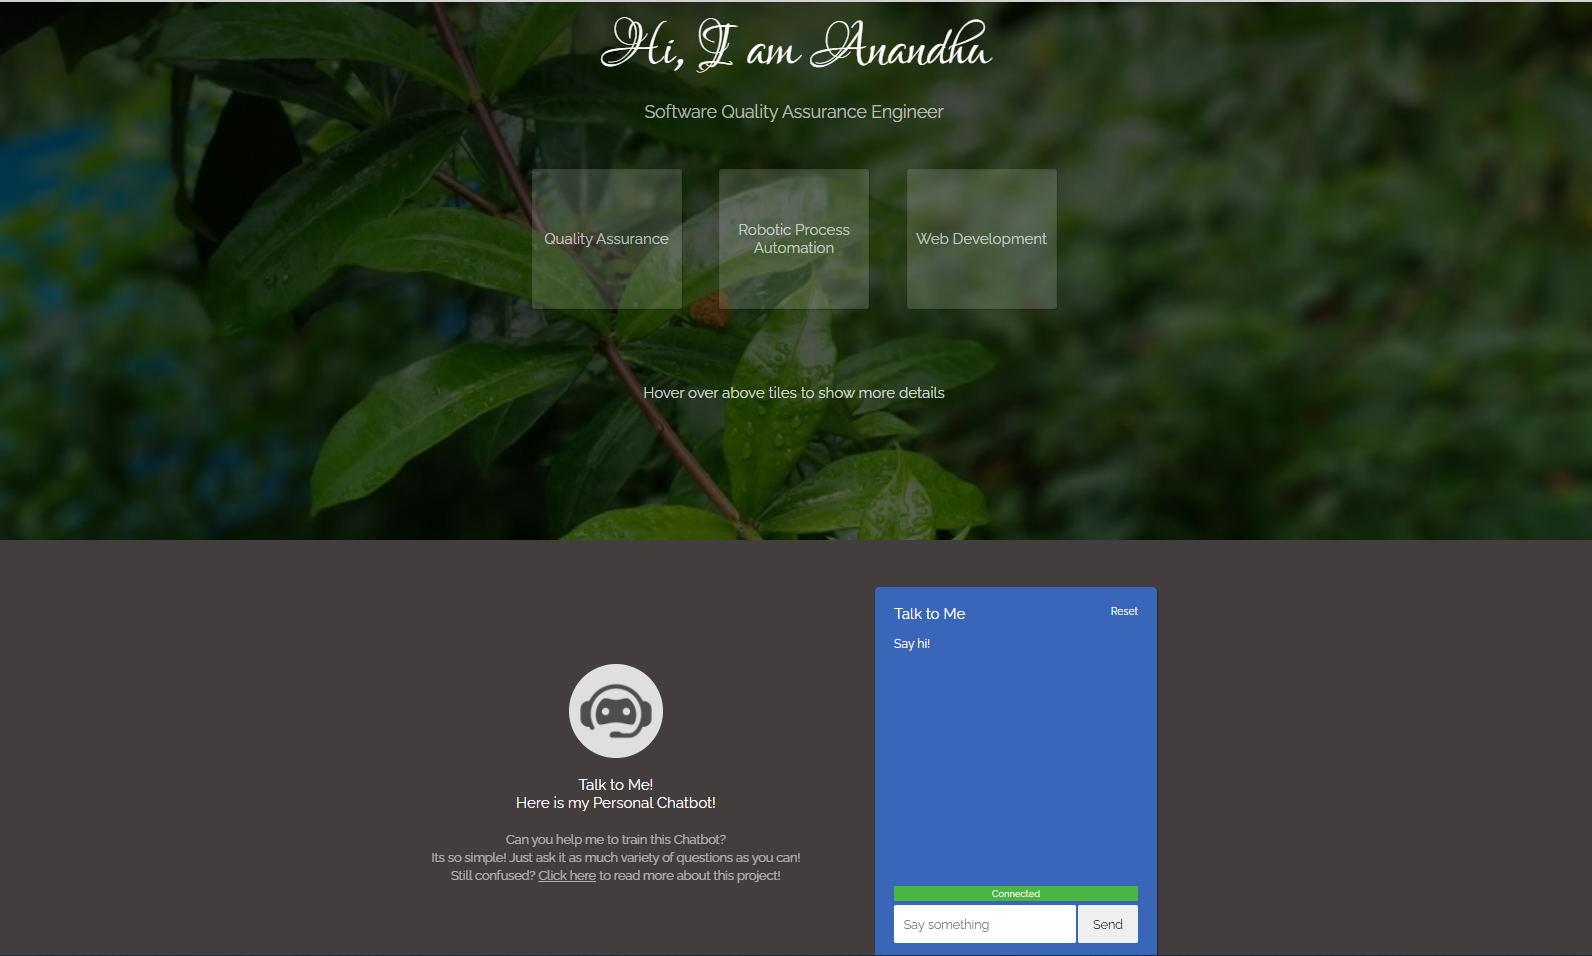 Hi, I am Anandhu
Software Quality Assurance Engineer
Quality Assurance
Robotic Process
Automation
Web Development
Hover over above tiles to show more details
Talk to Me!
Here is my Personal Chatbot!
Can you help me to train this Chatbot?
Its so simple! Just ask it as much variety of questions as you can!
Still confused? Click here to read more about this project!
Talk to Me
Reset
Say hi!
Connected
Say something
Send